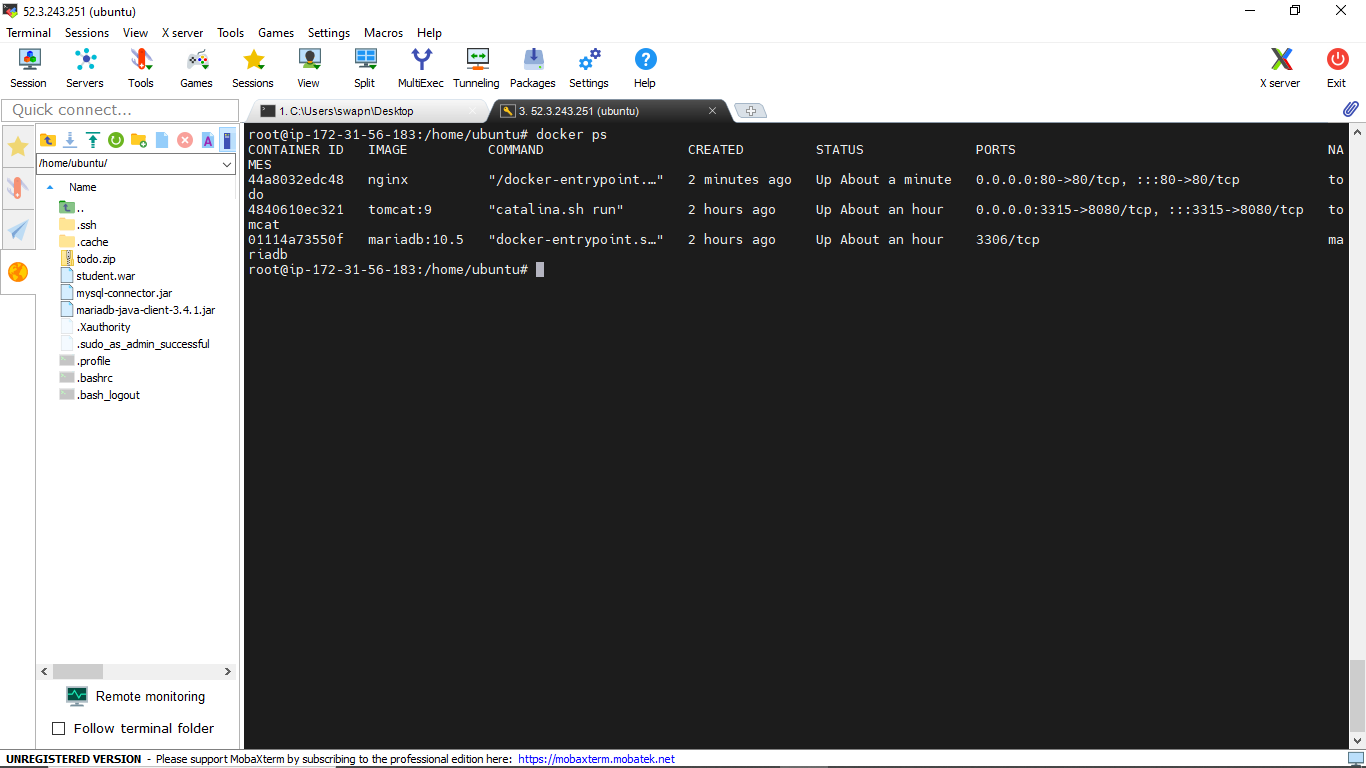 52.3.243.251 (ubuntu)
Terminal Sessions View X server Tools Games Settings Macros Help
Session Servers Tools Games Sessions View Split MultiExec Tunneling Packages Settings Help X server Exit
Quick connect...
1. C:\Users\swapn\Desktop
3. 52.3.243.251 (ubuntu)
/home/ubuntu/
Name
..
.ssh
.cache
todo.zip
student.war
mysql-connector.jar
mariadb-java-client-3.4.1.jar
.Xauthority
.sudo_as_admin_successful
.profile
.bashrc
.bash_logout
Remote monitoring
Follow terminal folder
root@ip-172-31-56-183:/home/ubuntu# docker ps
CONTAINER ID   IMAGE          COMMAND                  CREATED         STATUS              PORTS                                       NA
MES
44a8032edc48   nginx          "/docker-entrypoint.…"   2 minutes ago   Up About a minute   0.0.0.0:80->80/tcp, :::80->80/tcp           to
do
4840610ec321   tomcat:9       "catalina.sh run"        2 hours ago     Up About an hour    0.0.0.0:3315->8080/tcp, :::3315->8080/tcp   to
mcat
01114a73550f   mariadb:10.5   "docker-entrypoint.s…"   2 hours ago     Up About an hour    3306/tcp                                    ma
riadb
root@ip-172-31-56-183:/home/ubuntu#
UNREGISTERED VERSION - Please support MobaXterm by subscribing to the professional edition here: https://mobaxterm.mobatek.net